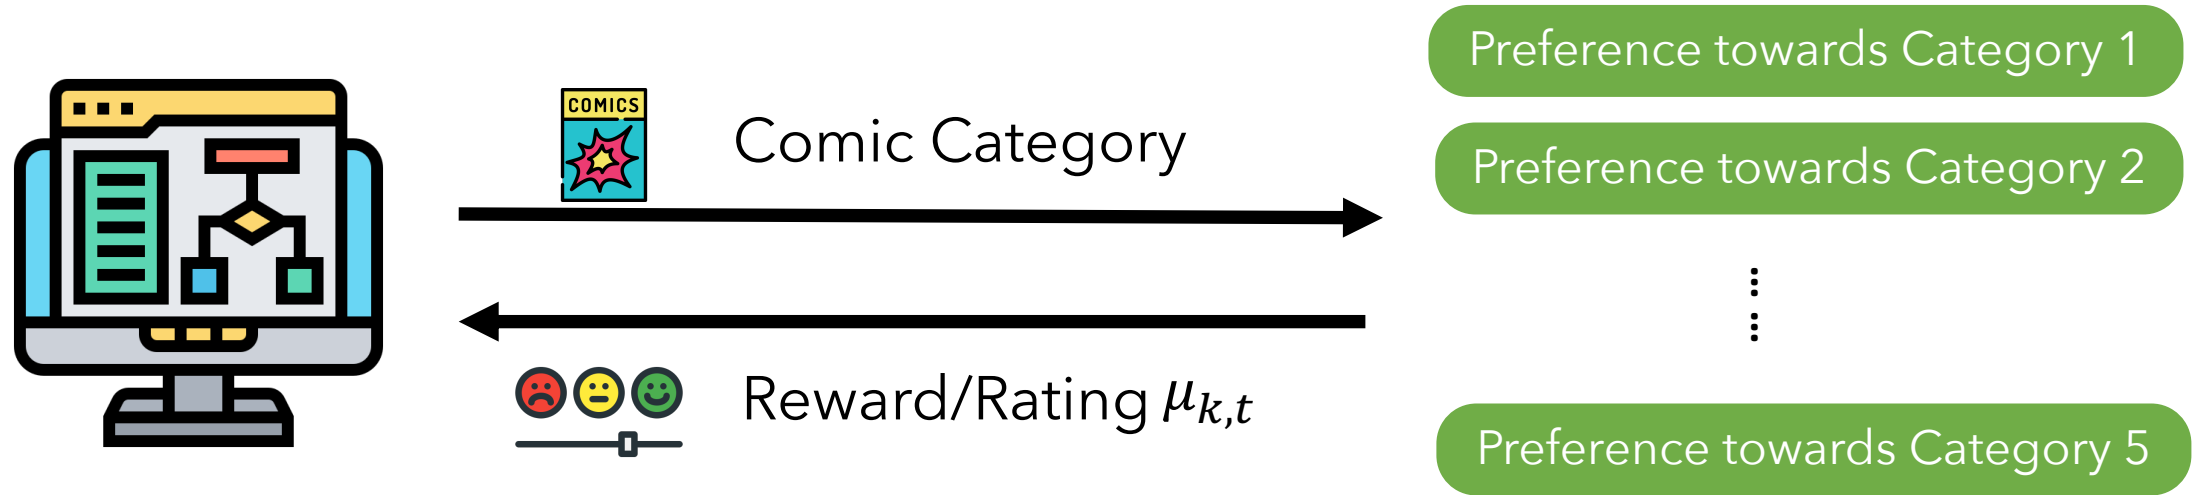 COMICS
Comic Category
Reward/Rating μk,t
Preference towards Category 1
Preference towards Category 2
Preference towards Category 5